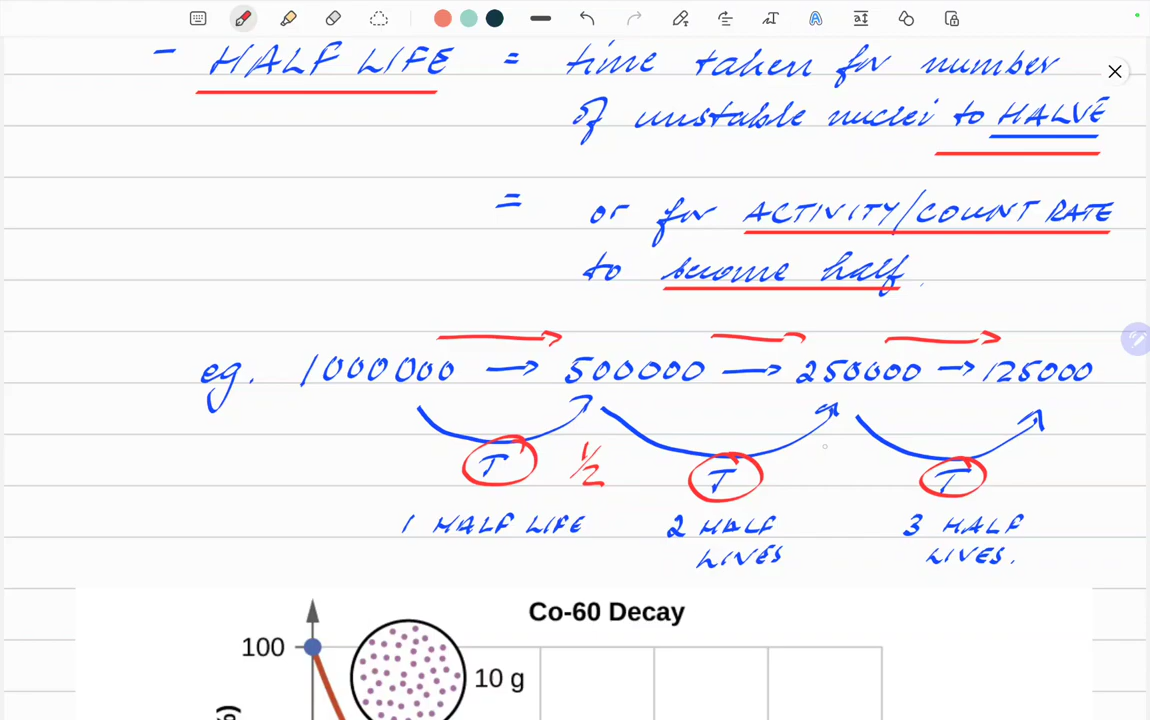 - HALF LIFE = time taken for number
of unstable nuclei to HALVE
= or for ACTIVITY/COUNT RATE
to become half.
eg. 1000000 → 500000 → 250000 → 125000
T 1/2 T T
1 HALF LIFE 2 HALF LIVES 3 HALF LIVES.
Co-60 Decay
100
10 g